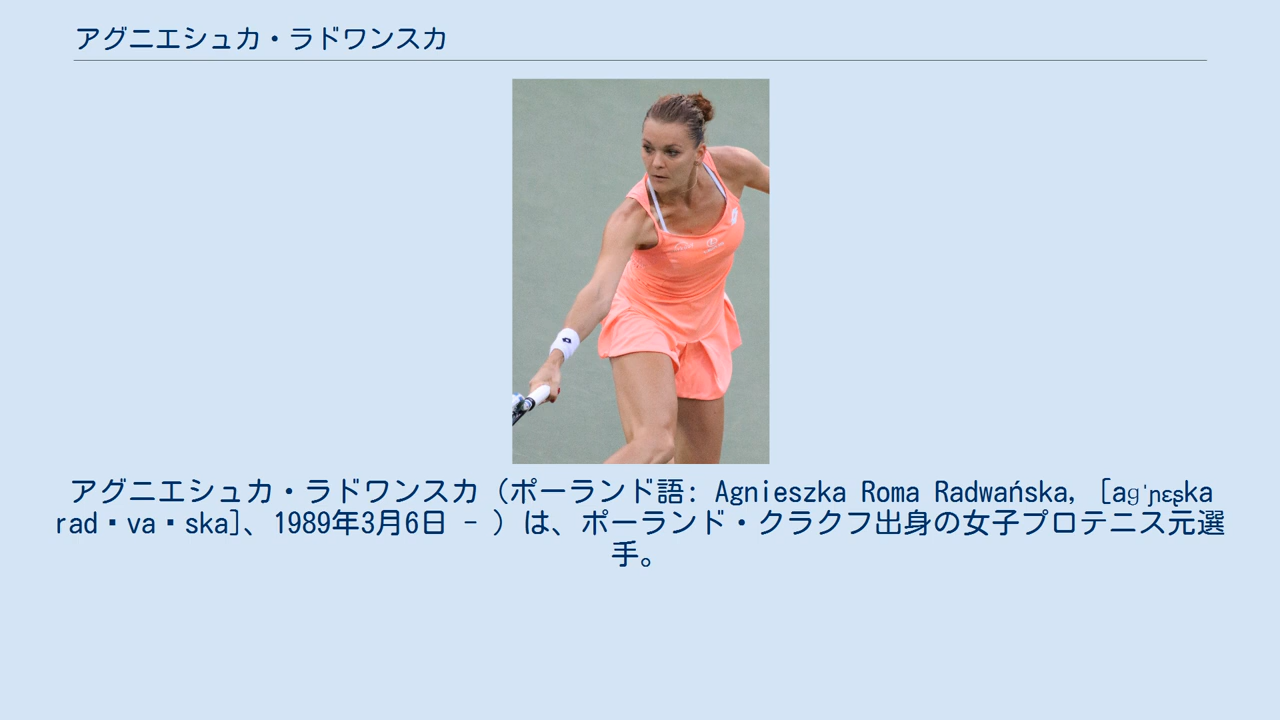 アグニエシュカ・ラドワンスカ
アグニエシュカ・ラドワンスカ（ポーランド語: Agnieszka Roma Radwańska, [aɡˈɲɛʂka
rad▪va▪ska]、1989年3月6日 - ）は、ポーランド・クラクフ出身の女子プロテニス元選
手。